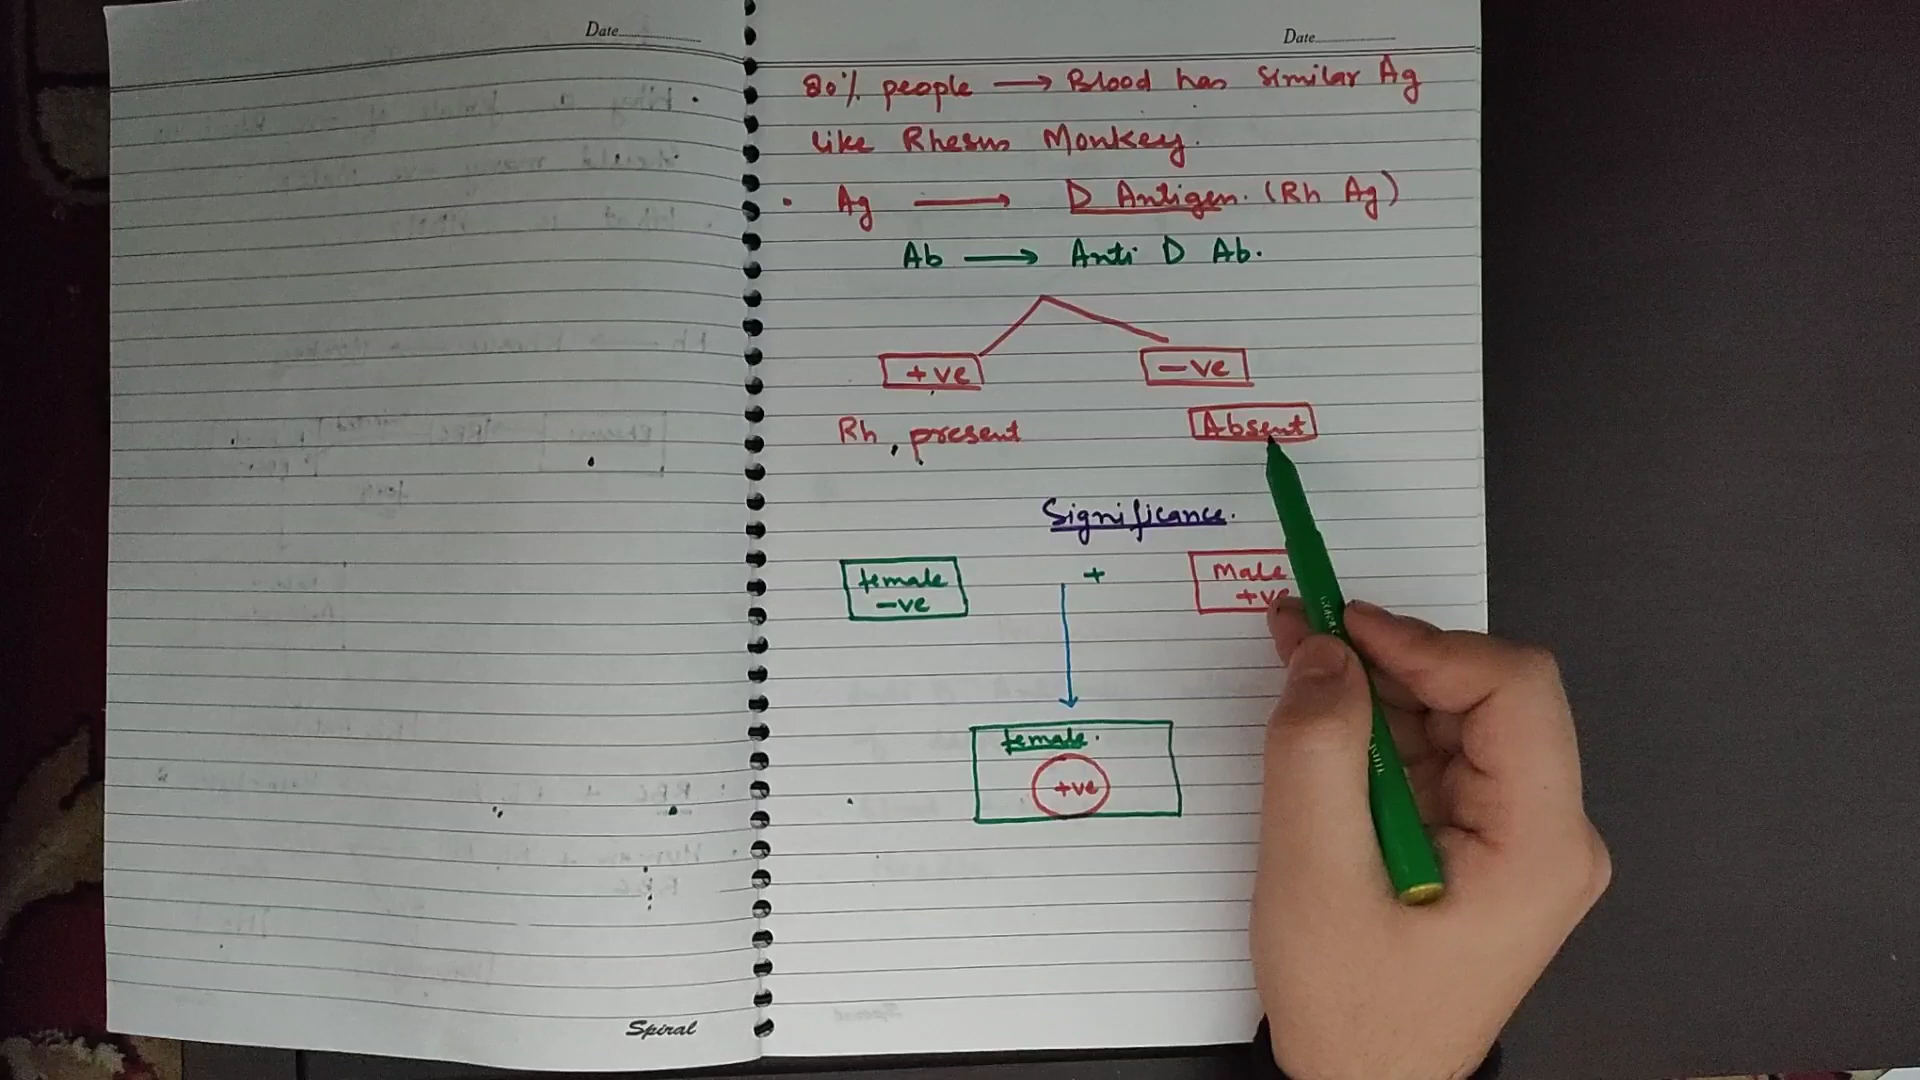 Date
Date
80% people → Blood has similar Ag
like Rhesus Monkey.
• Ag → D Antigen. (Rh Ag)
Ab → Anti D Ab.
+ve
-ve
Rh, present
Absent
Significance.
female + Male
-ve +ve
female.
+ve
Spiral